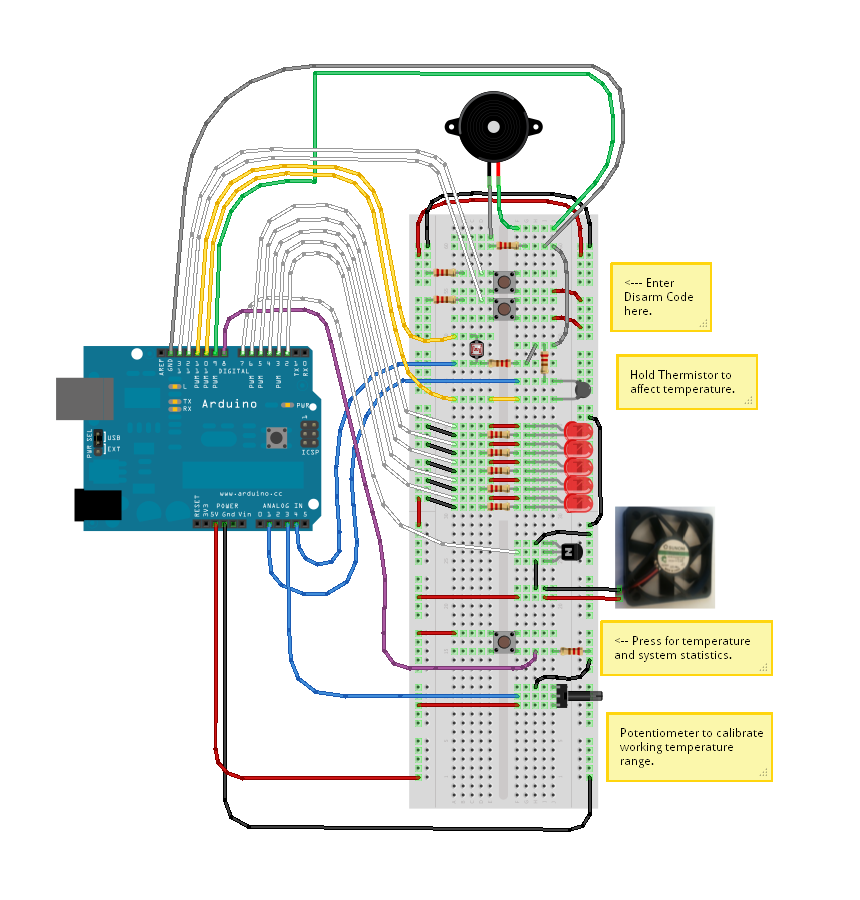 <--- Enter
Disarm Code
here.
Hold Thermistor to
affect temperature.
AREF
GND
13
12
PWM 11
PWM 10
PWM 9
8
7
PWM 6
PWM 5
4
PWM 3
2
TX 1
RX 0
DIGITAL
L
TX
RX
Arduino
PWR
1
ICSP
PWR SEL
USB
EXT
www.arduino.cc
POWER
ANALOG IN
RESET
3V3
5V Gnd Vin
0 1 2 3 4 5
N
<-- Press for temperature
and system statistics.
Potentiometer to calibrate
working temperature
range.